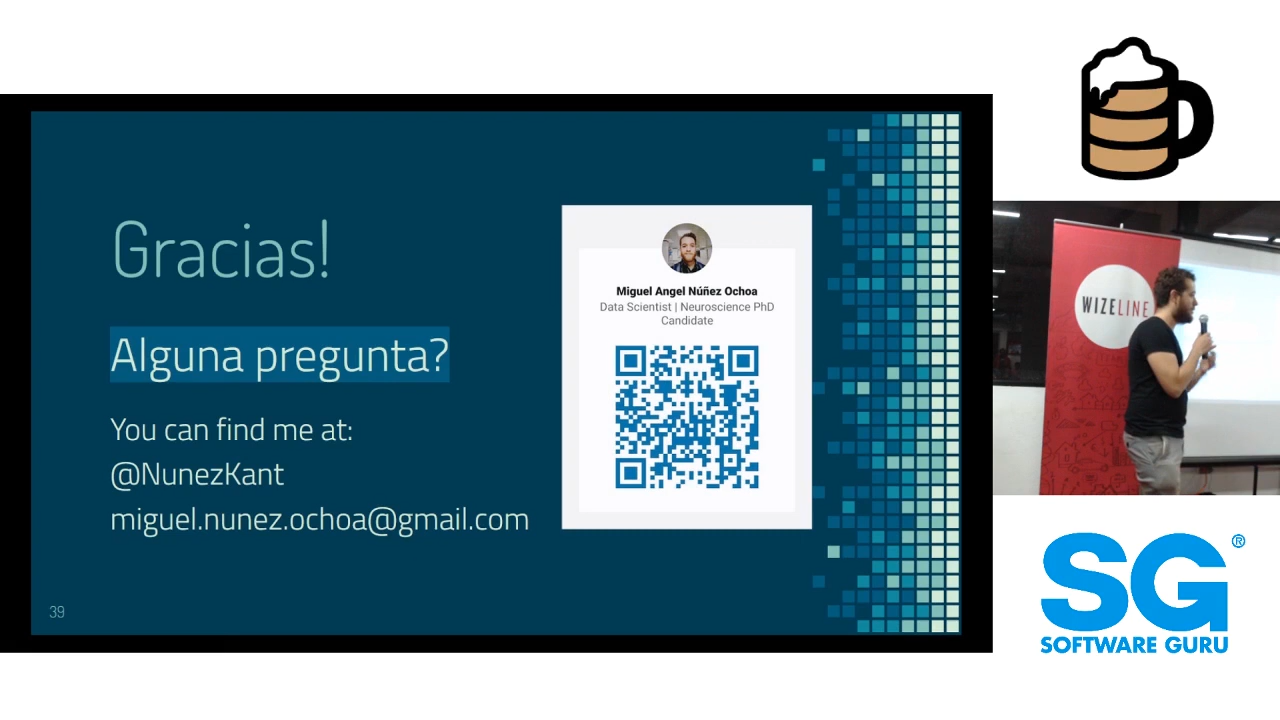 Gracias!
Alguna pregunta?
You can find me at:
@NunezKant
miguel.nunez.ochoa@gmail.com
39
Miguel Angel Núñez Ochoa
Data Scientist | Neuroscience PhD
Candidate
WIZELINE
SG®
SOFTWARE GURU